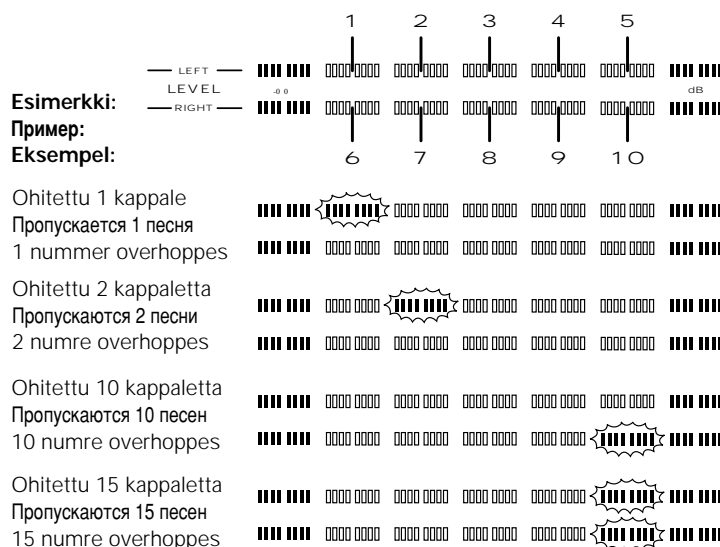 1 2 3 4 5
LEFT
LEVEL
-∞
dB
RIGHT
Esimerkki:
Пример:
Eksempel:
6 7 8 9 10
Ohitettu 1 kappale
Пропускается 1 песня
1 nummer overhoppes
Ohitettu 2 kappaletta
Пропускаются 2 песни
2 numre overhoppes
Ohitettu 10 kappaletta
Пропускаются 10 песен
10 numre overhoppes
Ohitettu 15 kappaletta
Пропускаются 15 песен
15 numre overhoppes